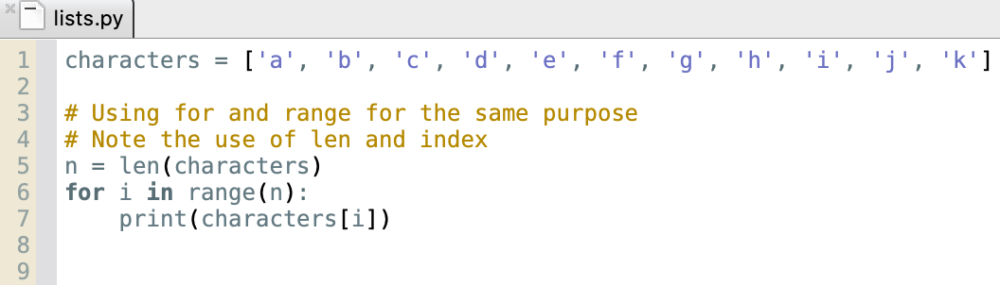 lists.py
1 characters = ['a', 'b', 'c', 'd', 'e', 'f', 'g', 'h', 'i', 'j', 'k']
2
3 # Using for and range for the same purpose
4 # Note the use of len and index
5 n = len(characters)
6 for i in range(n):
7     print(characters[i])
8
9